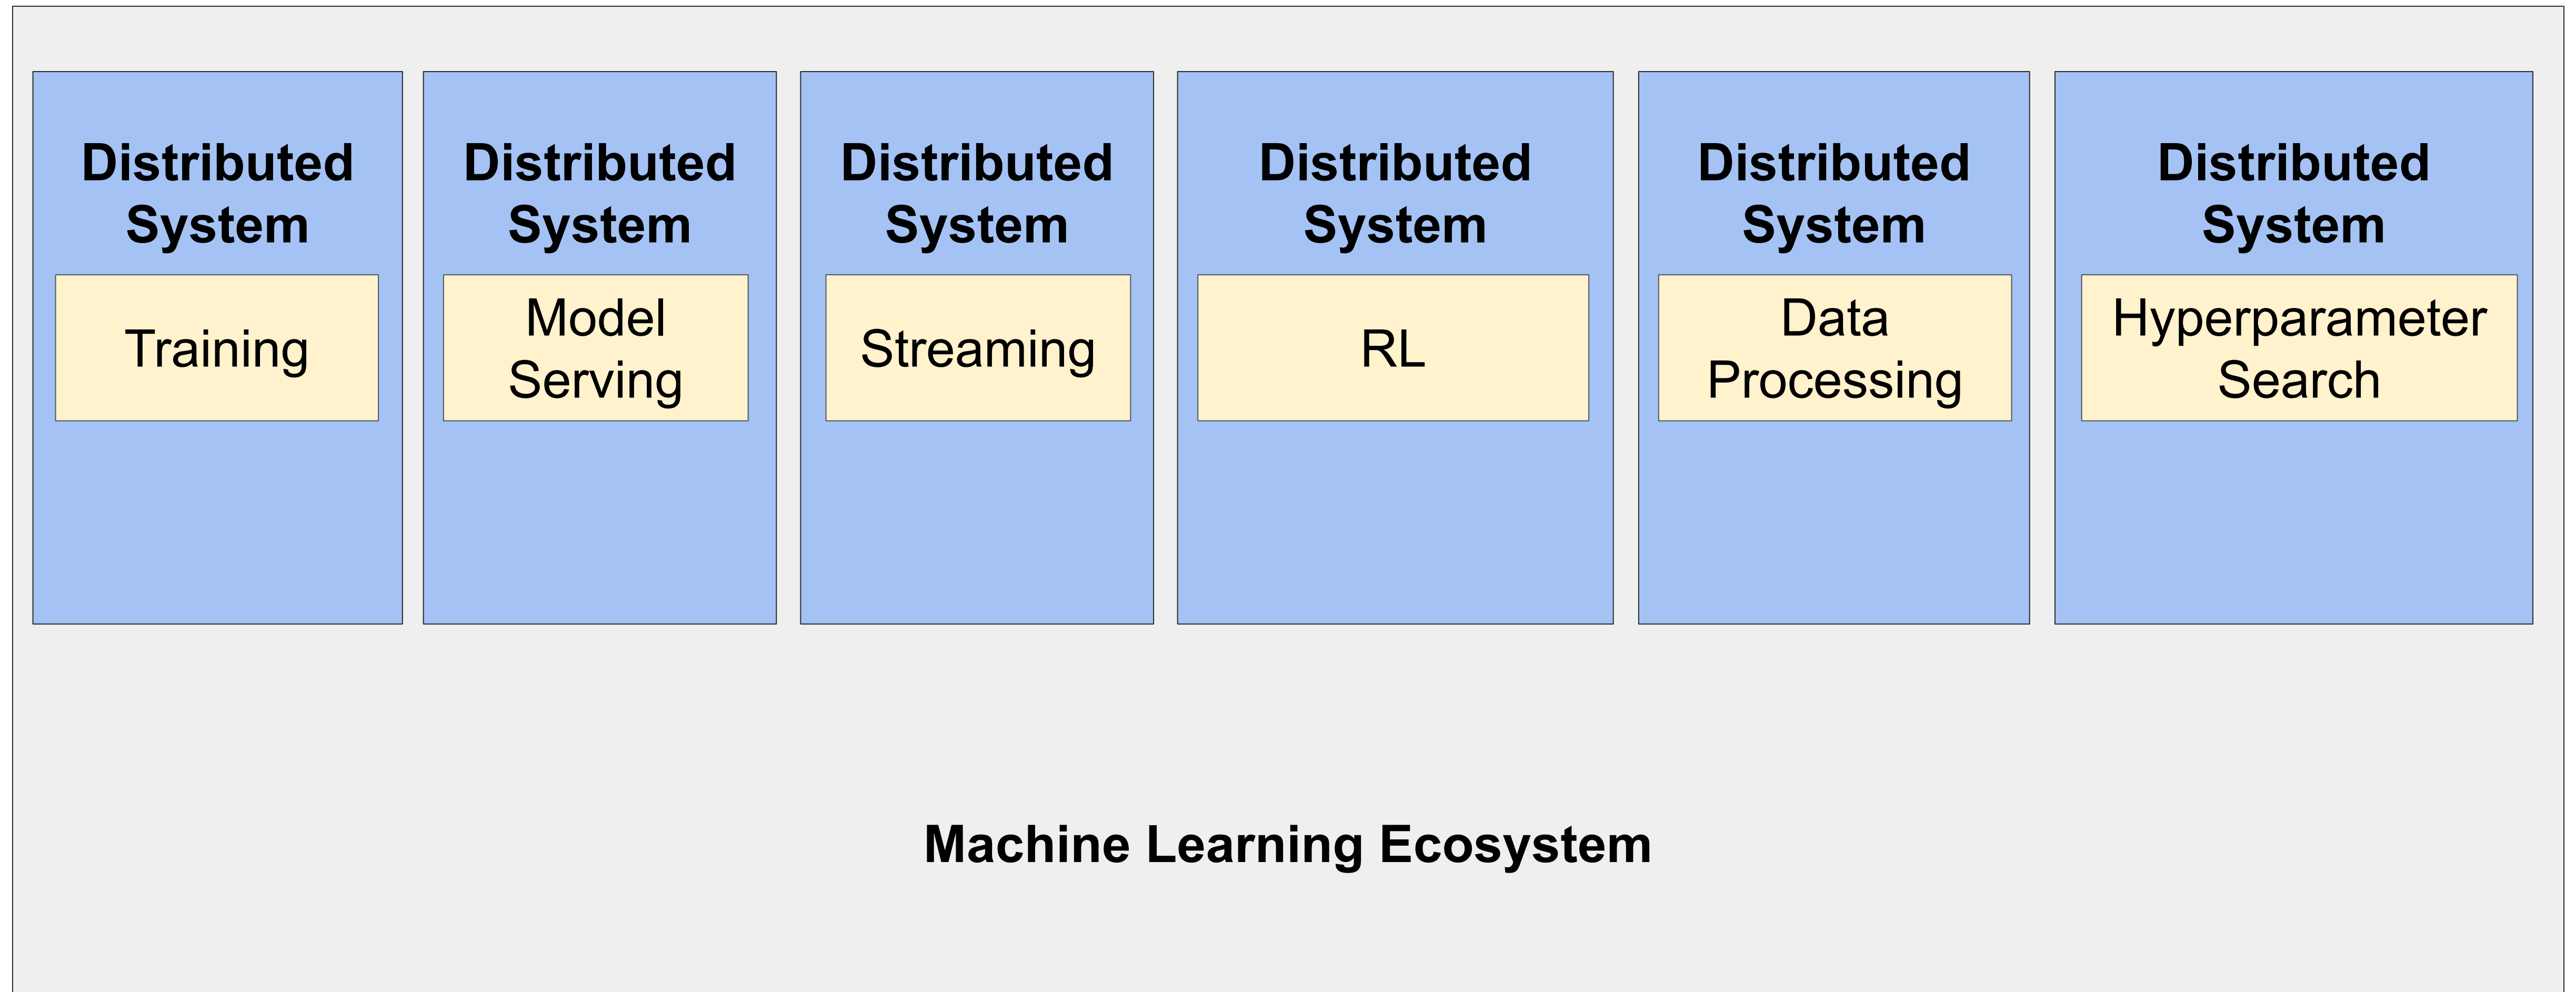 Distributed
System
Training
Distributed
System
Model
Serving
Distributed
System
Streaming
Distributed
System
RL
Distributed
System
Data
Processing
Distributed
System
Hyperparameter
Search
Machine Learning Ecosystem